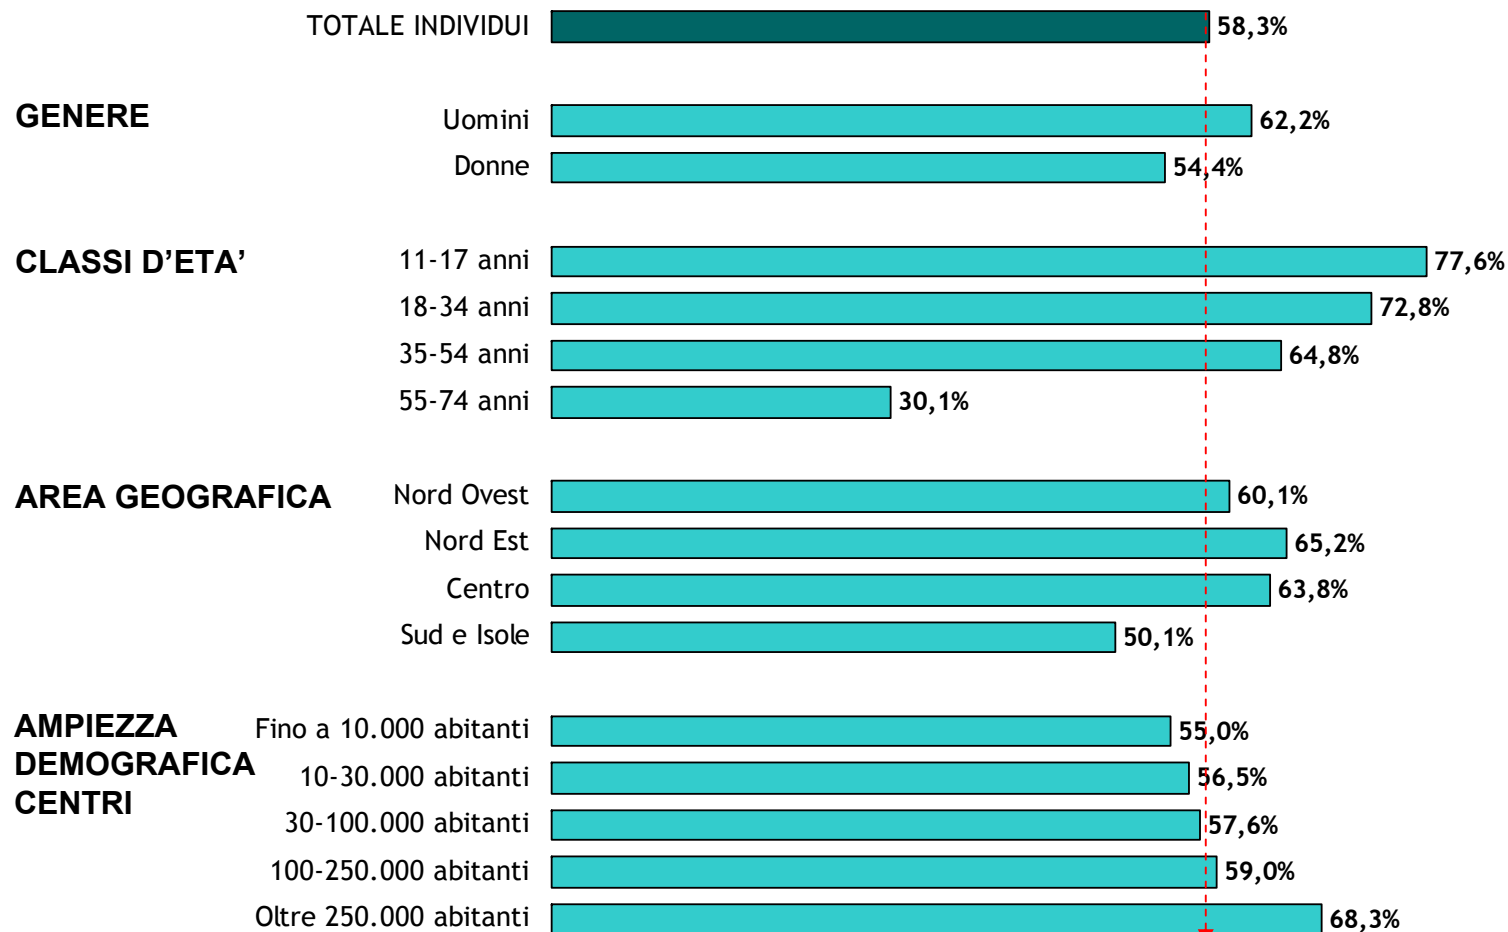 TOTALE INDIVIDUI 58,3%
GENERE
Uomini 62,2%
Donne 54,4%
CLASSI D'ETA’
11-17 anni 77,6%
18-34 anni 72,8%
35-54 anni 64,8%
55-74 anni 30,1%
AREA GEOGRAFICA
Nord Ovest 60,1%
Nord Est 65,2%
Centro 63,8%
Sud e Isole 50,1%
AMPIEZZA
DEMOGRAFICA
CENTRI
Fino a 10.000 abitanti 55,0%
10-30.000 abitanti 56,5%
30-100.000 abitanti 57,6%
100-250.000 abitanti 59,0%
Oltre 250.000 abitanti 68,3%